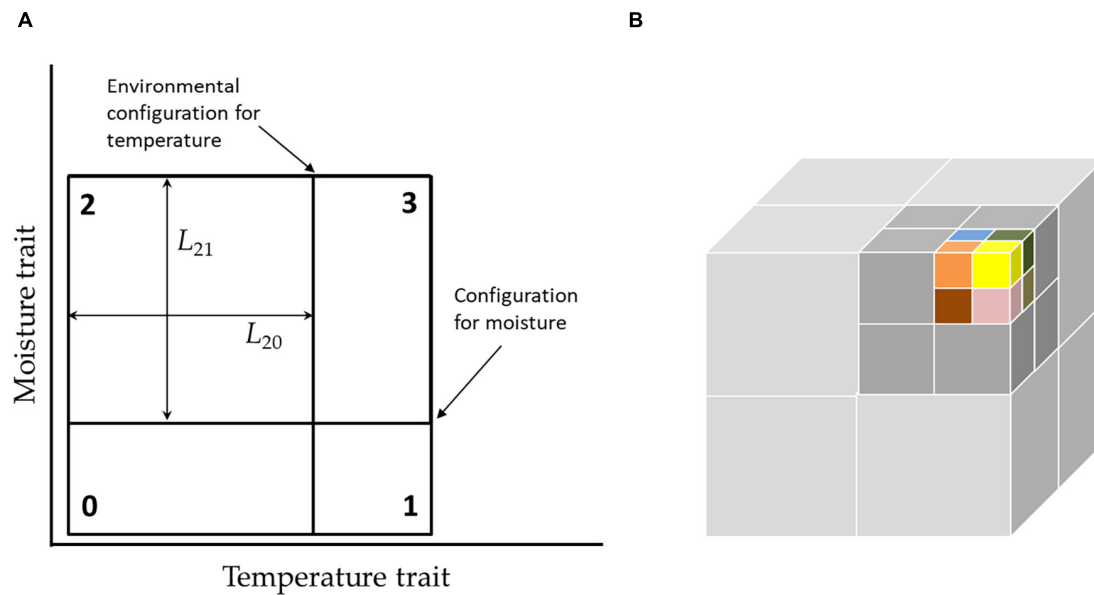 A
B
Environmental
configuration for
temperature
2
3
L21
Configuration
for moisture
L20
Moisture trait
0
1
Temperature trait